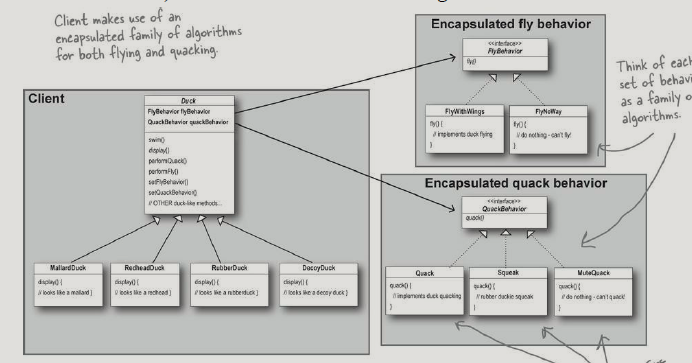 Client makes use of an
encapsulated family of algorithms
for both flying and quacking.
Client
Duck
FlyBehavior flyBehavior
QuackBehavior quackBehavior
swim()
display()
performQuack()
performFly()
setFlyBehavior()
setQuackBehavior()
// OTHER duck-like methods...
MallardDuck
display() {
// looks like a mallard }
RedheadDuck
display() {
// looks like a redhead }
RubberDuck
display() {
// looks like a rubberduck }
DecoyDuck
display() {
// looks like a decoy duck }
Encapsulated fly behavior
<<interface>>
FlyBehavior
fly()
FlyWithWings
fly() {
// implements duck flying
}
FlyNoWay
fly() {
// do nothing - can't fly!
}
Think of each
set of
as a family
algorithms.
Encapsulated quack behavior
<<interface>>
QuackBehavior
quack()
Quack
quack() {
// implements duck quacking
}
Squeak
quack() {
// rubber duckie squeak
}
MuteQuack
quack() {
// do nothing - can't quack!
}